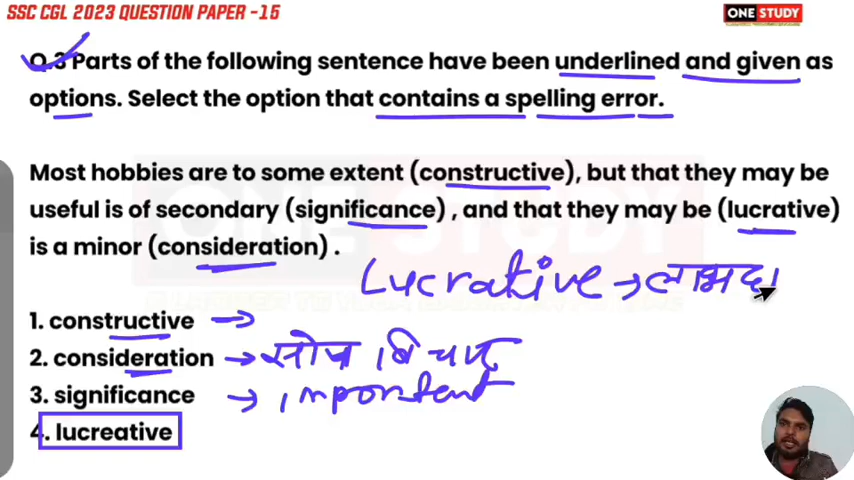 SSC CGL 2023 QUESTION PAPER -15
ONE STUDY
Q.3 Parts of the following sentence have been underlined and given as
options. Select the option that contains a spelling error.
Most hobbies are to some extent (constructive), but that they may be
useful is of secondary (significance) , and that they may be (lucrative)
is a minor (consideration) .
Lucrative → लाभदा
1. constructive →
2. consideration → सोच विचार
3. significance → important
4. lucreative